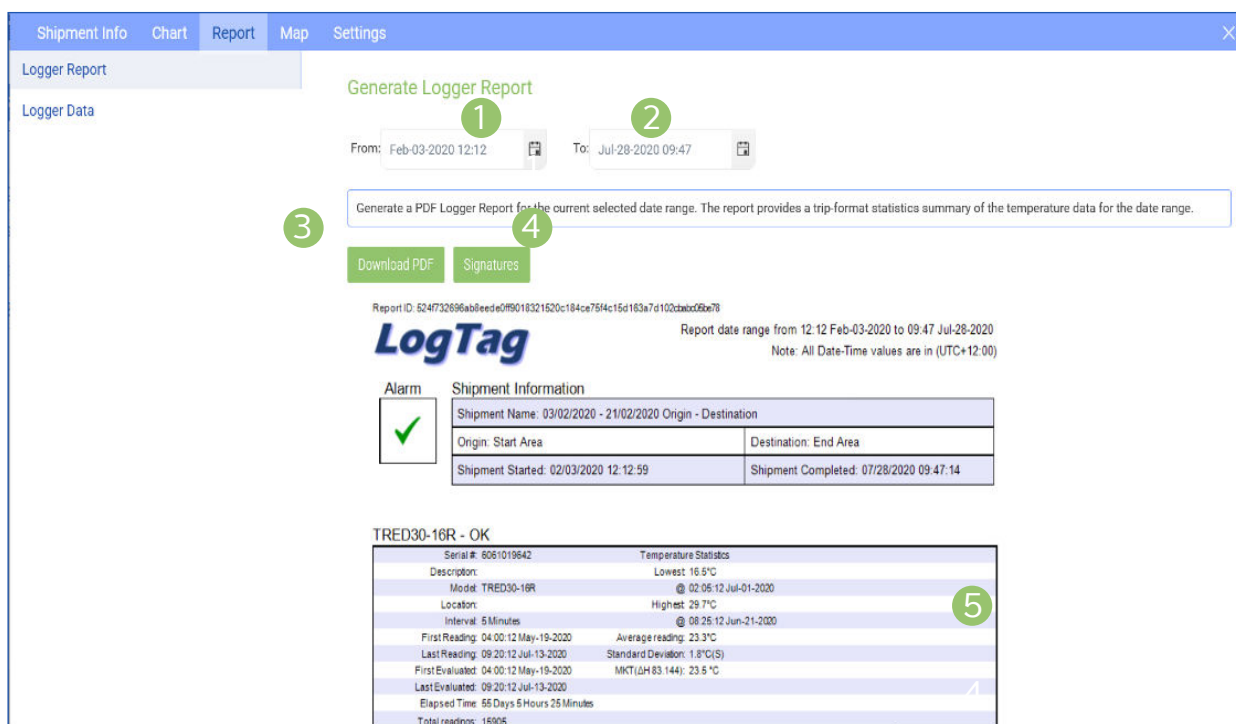 Shipment Info Chart Report Map Settings
Logger Report
Logger Data
Generate Logger Report
1 2
From: Feb-03-2020 12:12 To: Jul-28-2020 09:47
Generate a PDF Logger Report for the current selected date range. The report provides a trip-format statistics summary of the temperature data for the date range.
3 4
Download PDF Signatures
LogTag
Report date range from 12:12 Feb-03-2020 to 09:47 Jul-28-2020
Note: All Date-Time values are in (UTC+12:00)
Alarm Shipment Information
Shipment Name: 03/02/2020 - 21/02/2020 Origin - Destination
Origin: Start Area Destination: End Area
Shipment Started: 02/03/2020 12:12:59 Shipment Completed: 07/28/2020 09:47:14
TRED30-16R - OK
Serial #: 6061019642 Temperature Statistics
Description: Lowest: 16.5°C
Model: TRED30-16R @ 02:05:12 Jul-01-2020
5
Location: Highest: 29.7°C
Interval: 5 Minutes @ 08:25:12 Jun-21-2020
First Reading: 04:00:12 May-19-2020 Average reading: 23.3°C
Last Reading: 09:20:12 Jul-13-2020 Standard Deviation: 1.8°C(S)
First Evaluated: 04:00:12 May-19-2020 MKT(ΔH 83.144): 23.5 °C
Last Evaluated: 09:20:12 Jul-13-2020
4
Elapsed Time: 55 Days 5 Hours 25 Minutes
Total readings: 15905